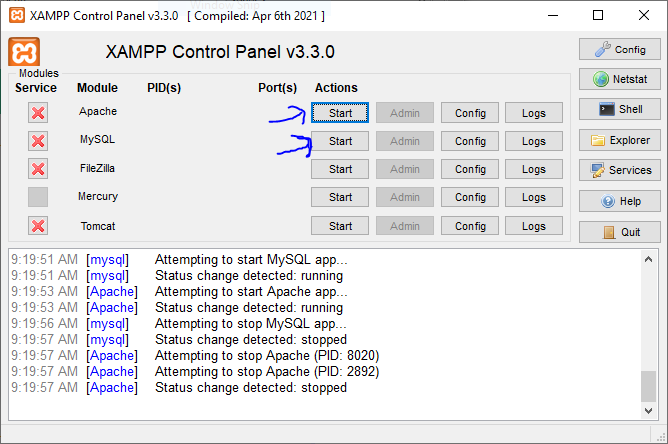 XAMPP Control Panel v3.3.0 [ Compiled: Apr 6th 2021 ]
XAMPP Control Panel v3.3.0
Config
Modules
Service Module PID(s) Port(s) Actions
Netstat
Apache Start Admin Config Logs
Shell
MySQL Start Admin Config Logs
Explorer
FileZilla Start Admin Config Logs
Services
Mercury Start Admin Config Logs
Help
Tomcat Start Admin Config Logs
Quit
9:19:51 AM [mysql] Attempting to start MySQL app...
9:19:51 AM [mysql] Status change detected: running
9:19:53 AM [Apache] Attempting to start Apache app...
9:19:53 AM [Apache] Status change detected: running
9:19:56 AM [mysql] Attempting to stop MySQL app...
9:19:57 AM [mysql] Status change detected: stopped
9:19:57 AM [Apache] Attempting to stop Apache (PID: 8020)
9:19:57 AM [Apache] Attempting to stop Apache (PID: 2892)
9:19:57 AM [Apache] Status change detected: stopped